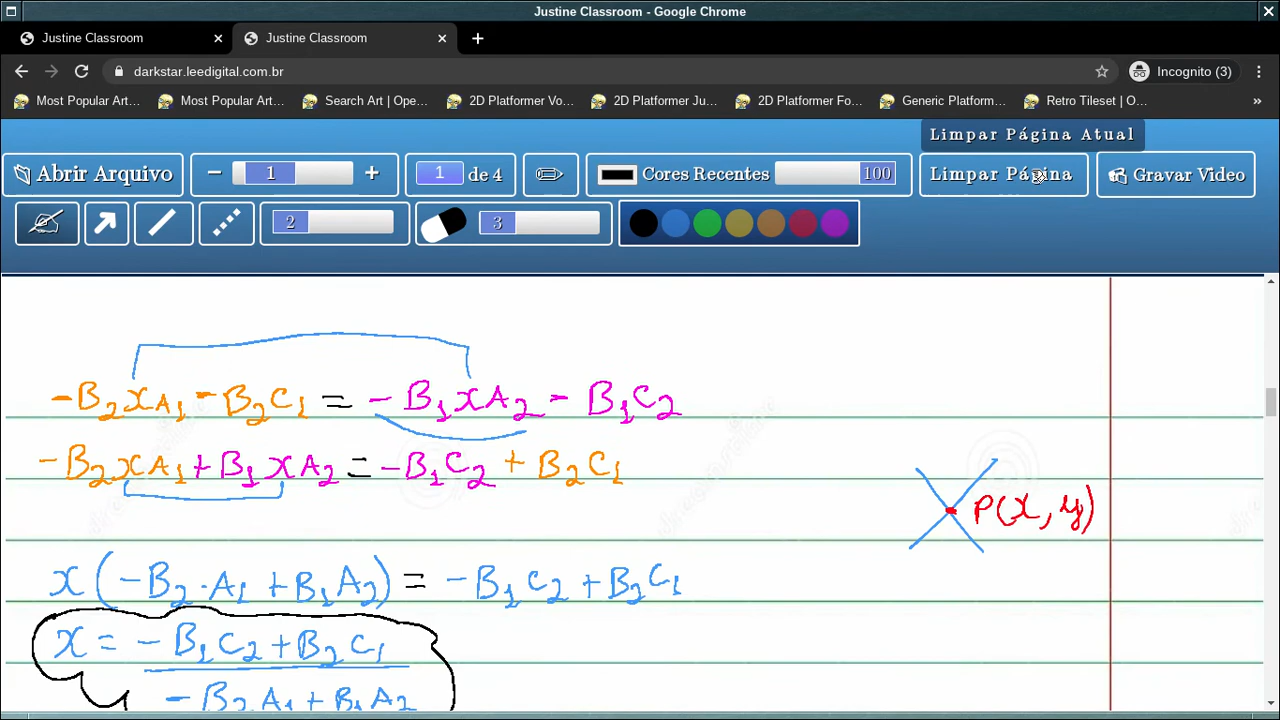 Justine Classroom - Google Chrome
Justine Classroom
Justine Classroom
darkstar.leedigital.com.br
Incognito (3)
Most Popular Art...
Most Popular Art...
Search Art | Ope...
2D Platformer Vo...
2D Platformer Ju...
2D Platformer Fo...
Generic Platform...
Retro Tileset | O...
Limpar Página Atual
Abrir Arquivo
− 1 +
1 de 4
Cores Recentes 100
Limpar Página
Gravar Video
2
3
-B₂xA₁ - B₂C₁ = -B₁xA₂ - B₁C₂
-B₂xA₁ + B₁xA₂ = -B₁C₂ + B₂C₁
P(x, y)
x(-B₂·A₁ + B₁A₂) = -B₁C₂ + B₂C₁
x = -B₁C₂ + B₂C₁
-B₂A₁ + B₁A₂